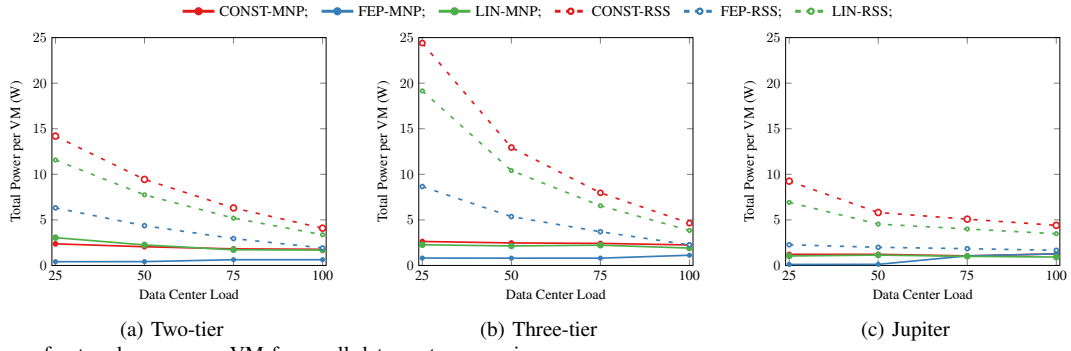 CONST-MNP; FEP-MNP; LIN-MNP; CONST-RSS FEP-RSS; LIN-RSS;
25
20
15
10
5
0
Total Power per VM (W)
25 50 75 100
Data Center Load
(a) Two-tier
25
20
15
10
5
0
Total Power per VM (W)
25 50 75 100
Data Center Load
(b) Three-tier
25
20
15
10
5
0
Total Power per VM (W)
25 50 75 100
Data Center Load
(c) Jupiter